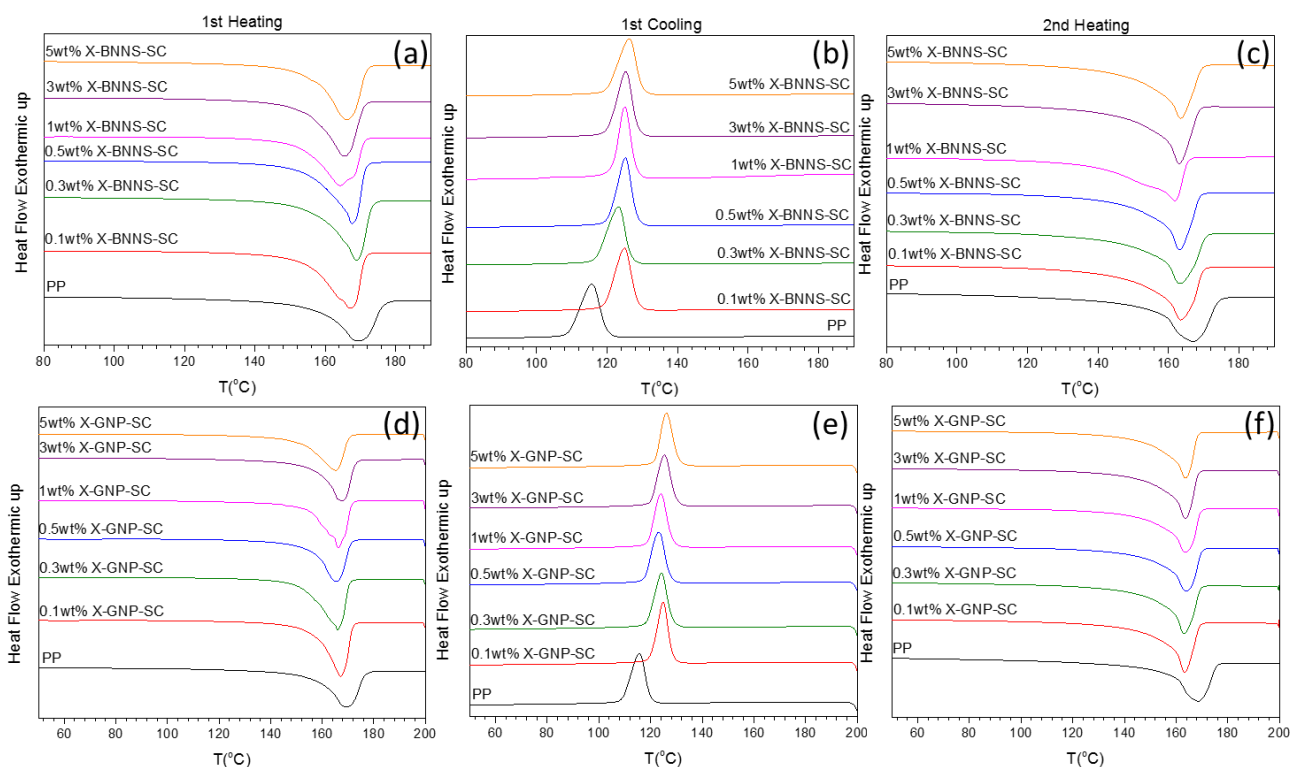 1st Heating
1st Cooling
2nd Heating
(a)
5wt% X-BNNS-SC
3wt% X-BNNS-SC
1wt% X-BNNS-SC
0.5wt% X-BNNS-SC
0.3wt% X-BNNS-SC
0.1wt% X-BNNS-SC
PP
Heat Flow Exothermic up
80 100 120 140 160 180
T(°C)
(b)
5wt% X-BNNS-SC
3wt% X-BNNS-SC
1wt% X-BNNS-SC
0.5wt% X-BNNS-SC
0.3wt% X-BNNS-SC
0.1wt% X-BNNS-SC
PP
Heat Flow Exothermic up
80 100 120 140 160 180
T(°C)
(c)
5wt% X-BNNS-SC
3wt% X-BNNS-SC
1wt% X-BNNS-SC
0.5wt% X-BNNS-SC
0.3wt% X-BNNS-SC
0.1wt% X-BNNS-SC
PP
Heat Flow Exothermic up
80 100 120 140 160 180
T(°C)
(d)
5wt% X-GNP-SC
3wt% X-GNP-SC
1wt% X-GNP-SC
0.5wt% X-GNP-SC
0.3wt% X-GNP-SC
0.1wt% X-GNP-SC
PP
Heat Flow Exothermic up
60 80 100 120 140 160 180 200
T(°C)
(e)
5wt% X-GNP-SC
3wt% X-GNP-SC
1wt% X-GNP-SC
0.5wt% X-GNP-SC
0.3wt% X-GNP-SC
0.1wt% X-GNP-SC
PP
Heat Flow Exothermic up
60 80 100 120 140 160 180 200
T(°C)
(f)
5wt% X-GNP-SC
3wt% X-GNP-SC
1wt% X-GNP-SC
0.5wt% X-GNP-SC
0.3wt% X-GNP-SC
0.1wt% X-GNP-SC
PP
Heat Flow Exothermic up
60 80 100 120 140 160 180 200
T(°C)